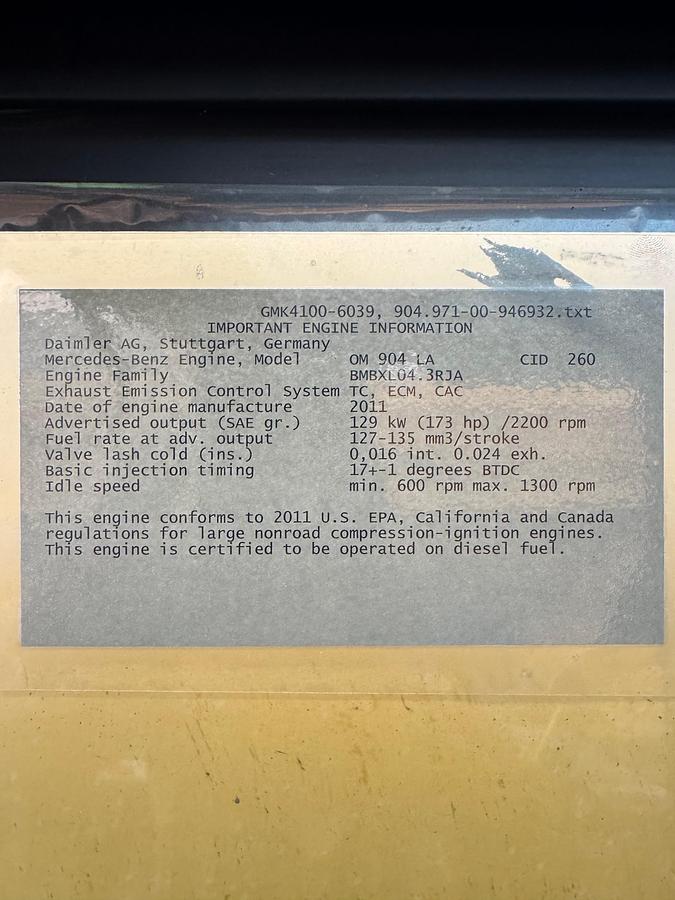 GMK4100-6039, 904.971-00-946932.txt
IMPORTANT ENGINE INFORMATION
Daimler AG, Stuttgart, Germany
Mercedes-Benz Engine, Model OM 904 LA CID 260
Engine Family BMBXL04.3RJA
Exhaust Emission Control System TC, ECM, CAC
Date of engine manufacture 2011
Advertised output (SAE gr.) 129 kW (173 hp) /2200 rpm
Fuel rate at adv. output 127-135 mm3/stroke
Valve lash cold (ins.) 0,016 int. 0.024 exh.
Basic injection timing 17+-1 degrees BTDC
Idle speed min. 600 rpm max. 1300 rpm
This engine conforms to 2011 U.S. EPA, California and Canada
regulations for large nonroad compression-ignition engines.
This engine is certified to be operated on diesel fuel.